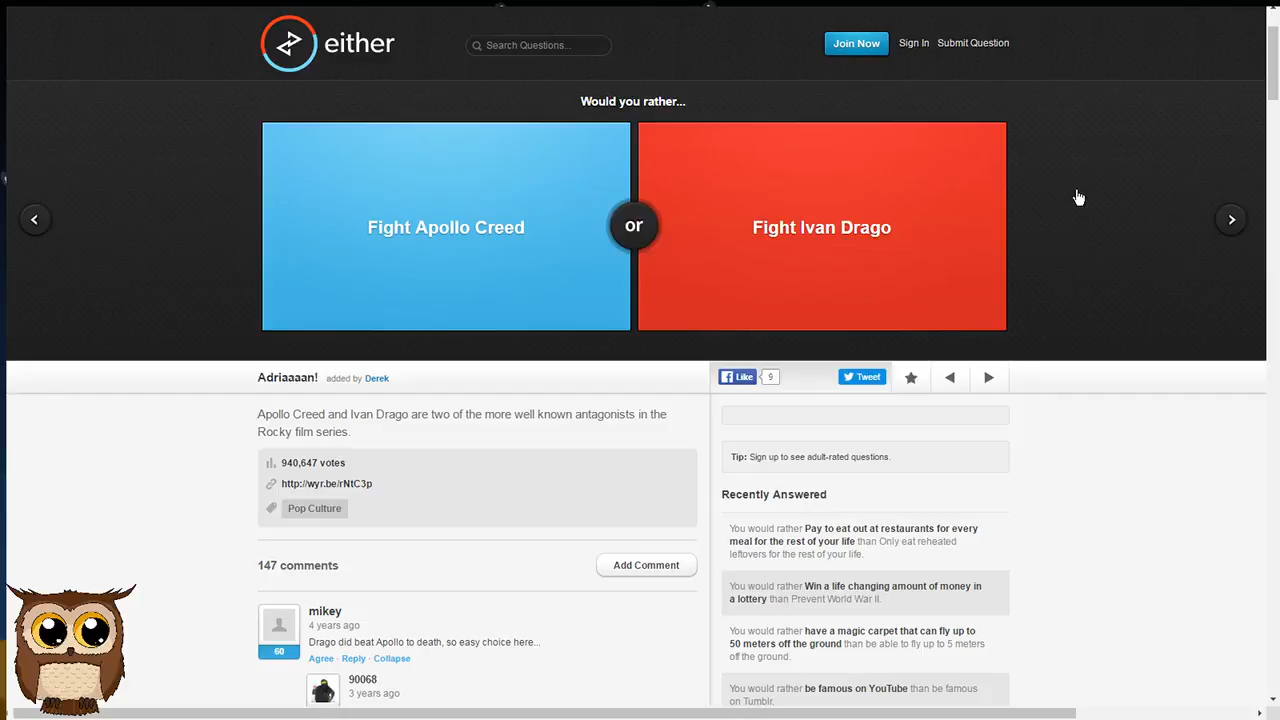 either
Search Questions...
Join Now
Sign In
Submit Question
Would you rather...
Fight Apollo Creed
or
Fight Ivan Drago
Adriaaaan! added by Derek
Like
9
Tweet
Apollo Creed and Ivan Drago are two of the more well known antagonists in the
Rocky film series.
940,647 votes
http://wyr.be/rNtC3p
Pop Culture
147 comments
Add Comment
mikey
4 years ago
Drago did beat Apollo to death, so easy choice here...
60
Agree · Reply · Collapse
90068
3 years ago
Tip: Sign up to see adult-rated questions.
Recently Answered
You would rather Pay to eat out at restaurants for every
meal for the rest of your life than Only eat reheated
leftovers for the rest of your life.
You would rather Win a life changing amount of money in
a lottery than Prevent World War II.
You would rather have a magic carpet that can fly up to
50 meters off the ground than be able to fly up to 5 meters
off the ground.
You would rather be famous on YouTube than be famous
on Tumblr.